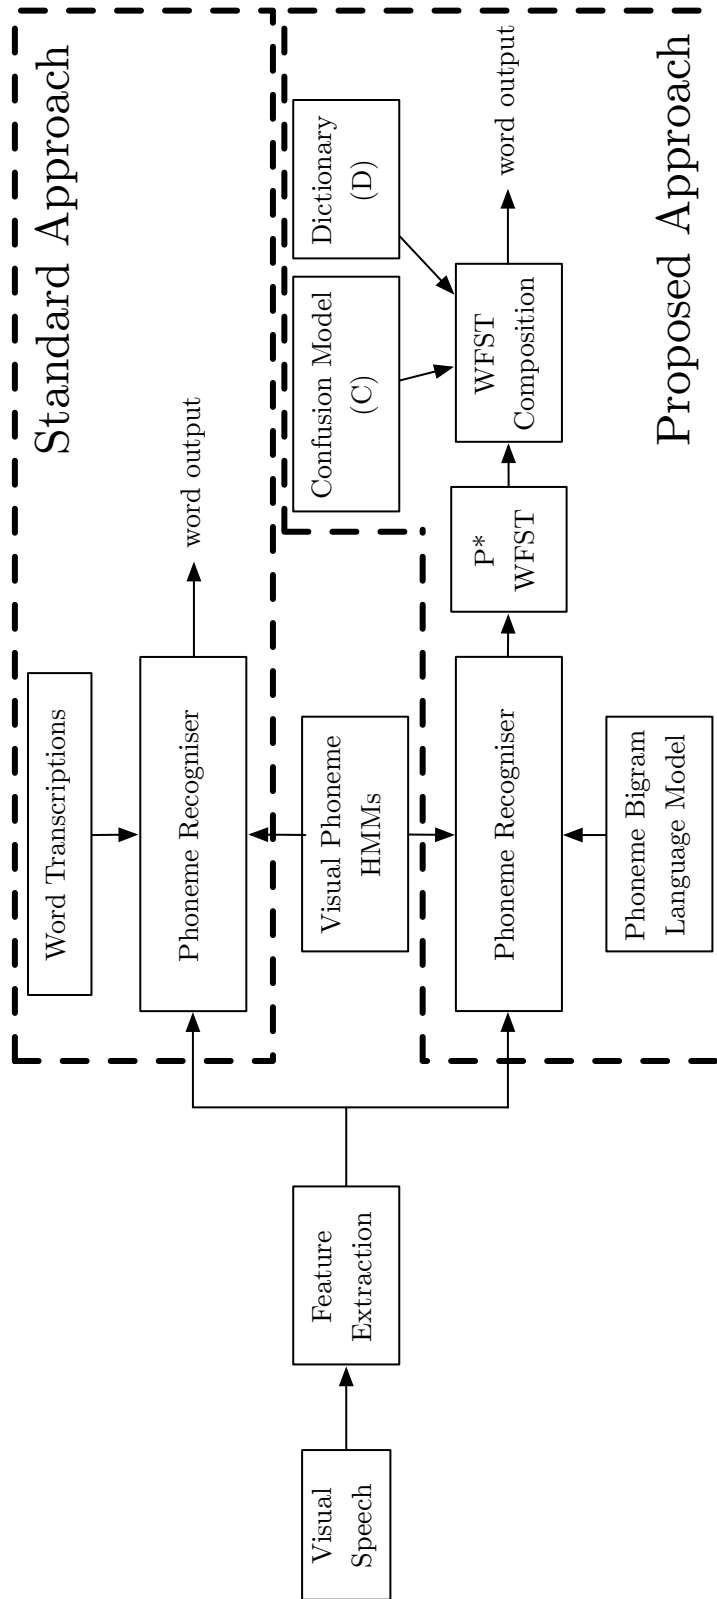 Standard Approach
Word Transcriptions
Phoneme Recogniser
word output
Visual
Speech
Feature
Extraction
Visual Phoneme
HMMs
Confusion Model
(C)
Dictionary
(D)
Phoneme Recogniser
P*
WFST
WFST
Composition
word output
Phoneme Bigram
Language Model
Proposed Approach